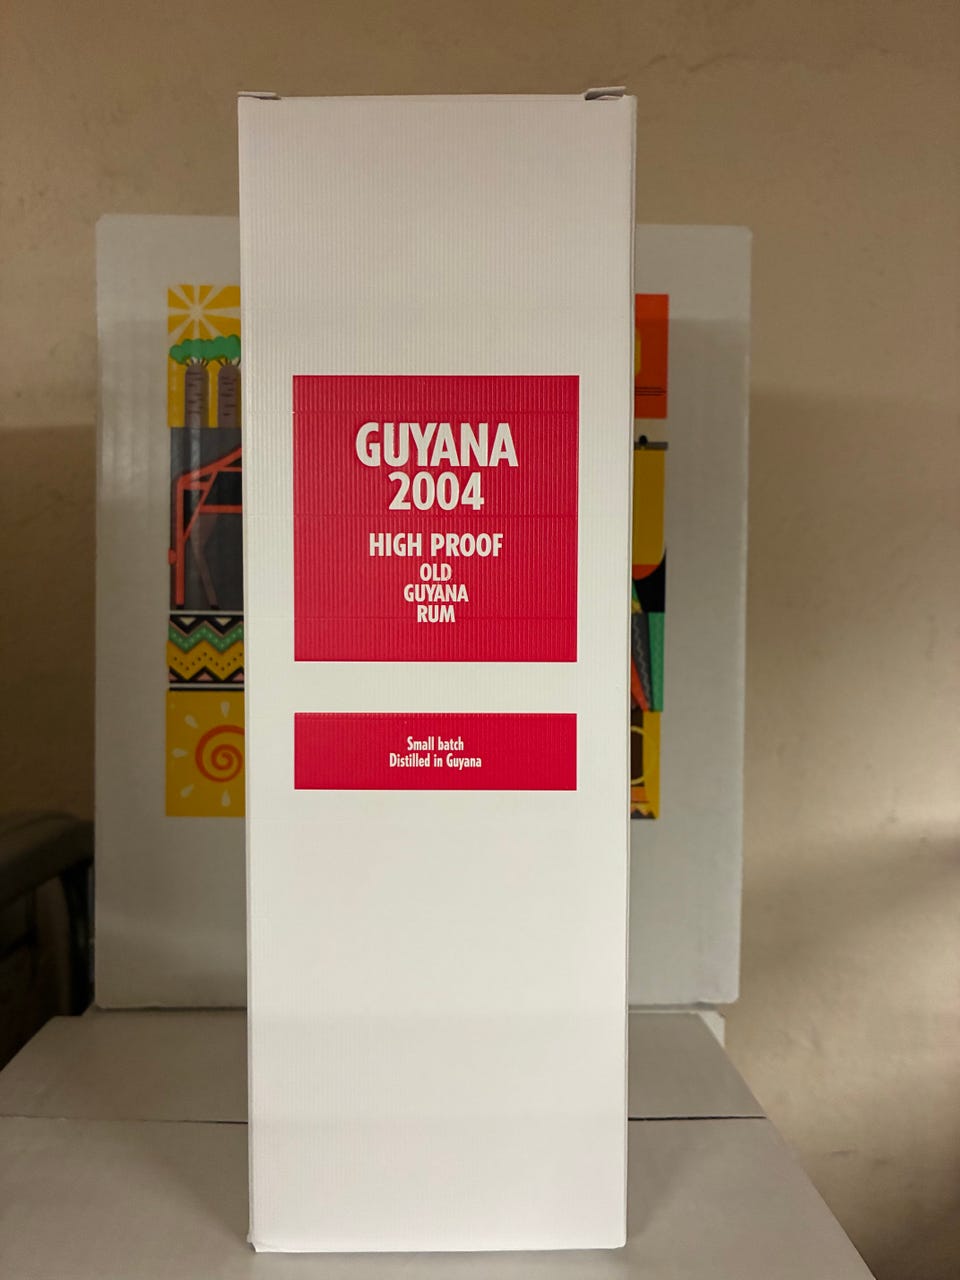 GUYANA
2004
HIGH PROOF
OLD
GUYANA
RUM
Small batch
Distilled in Guyana